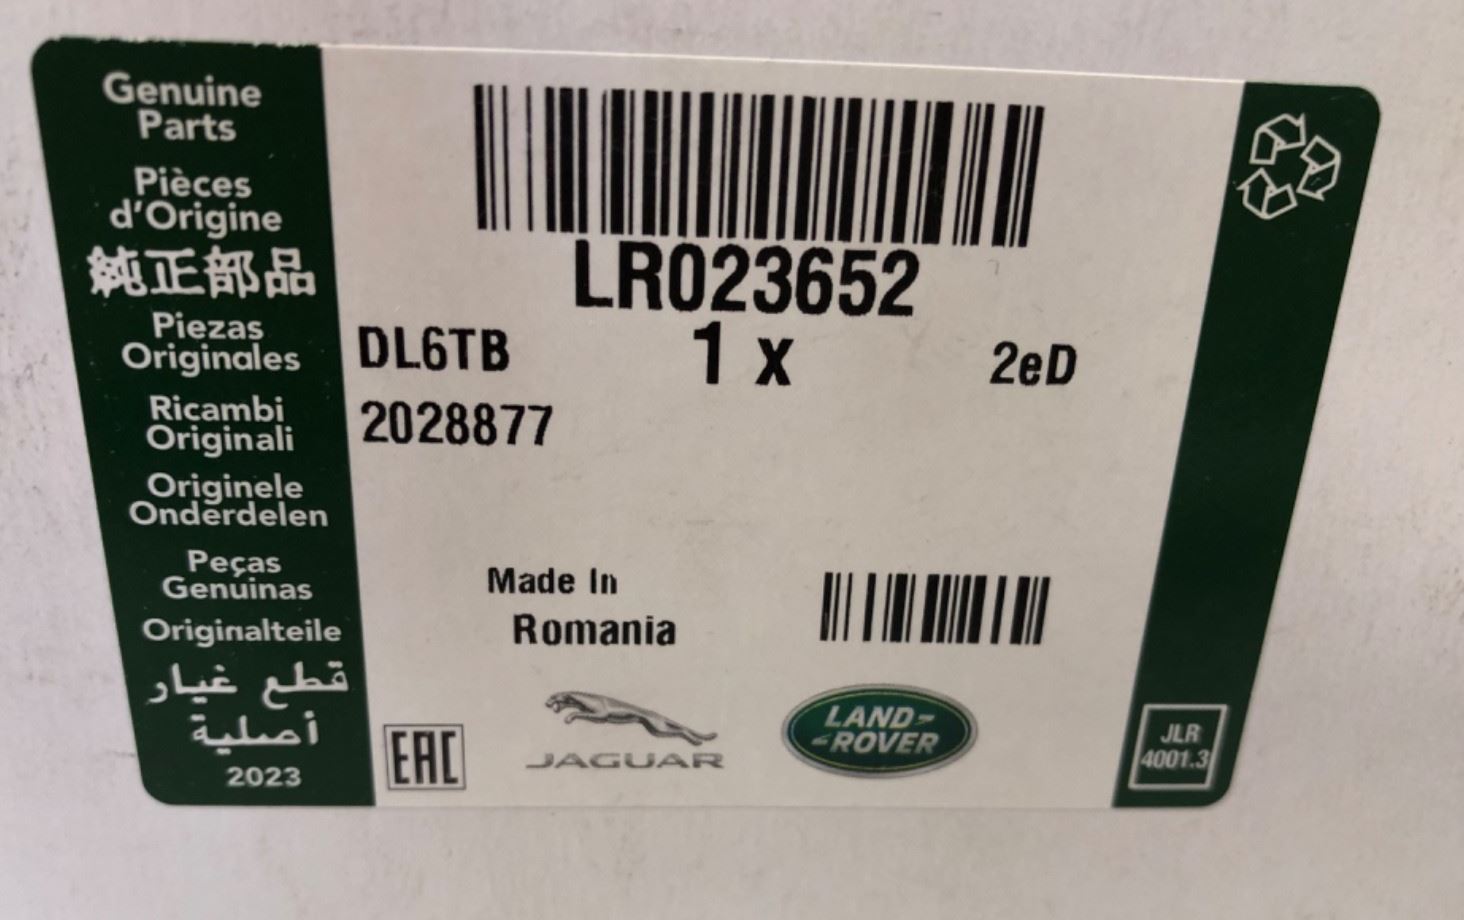 Genuine
Parts
Pièces
d'Origine
純正部品
Piezas
Originales
Ricambi
Originali
Originele
Onderdelen
Peças
Genuinas
Originalteile
قطع غيار
أصلية
2023
LR023652
DL6TB
1 x
2eD
2028877
Made In
Romania
EAC
JAGUAR
LAND-
-ROVER
JLR
4001.3